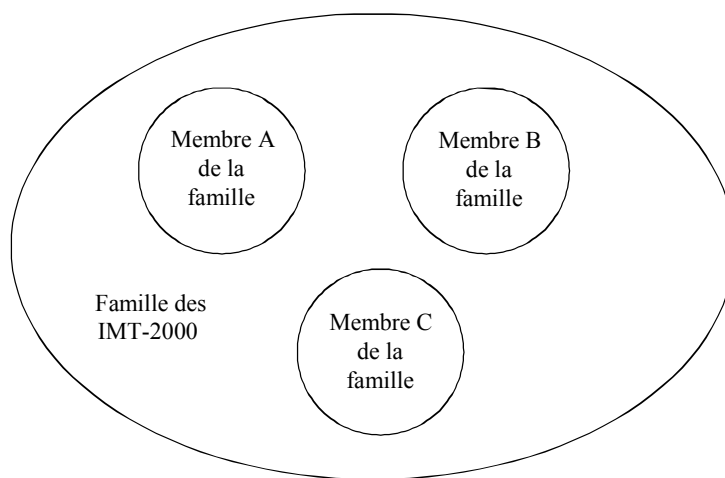 Membre A
de la
famille
Membre B
de la
famille
Famille des
IMT-2000
Membre C
de la
famille